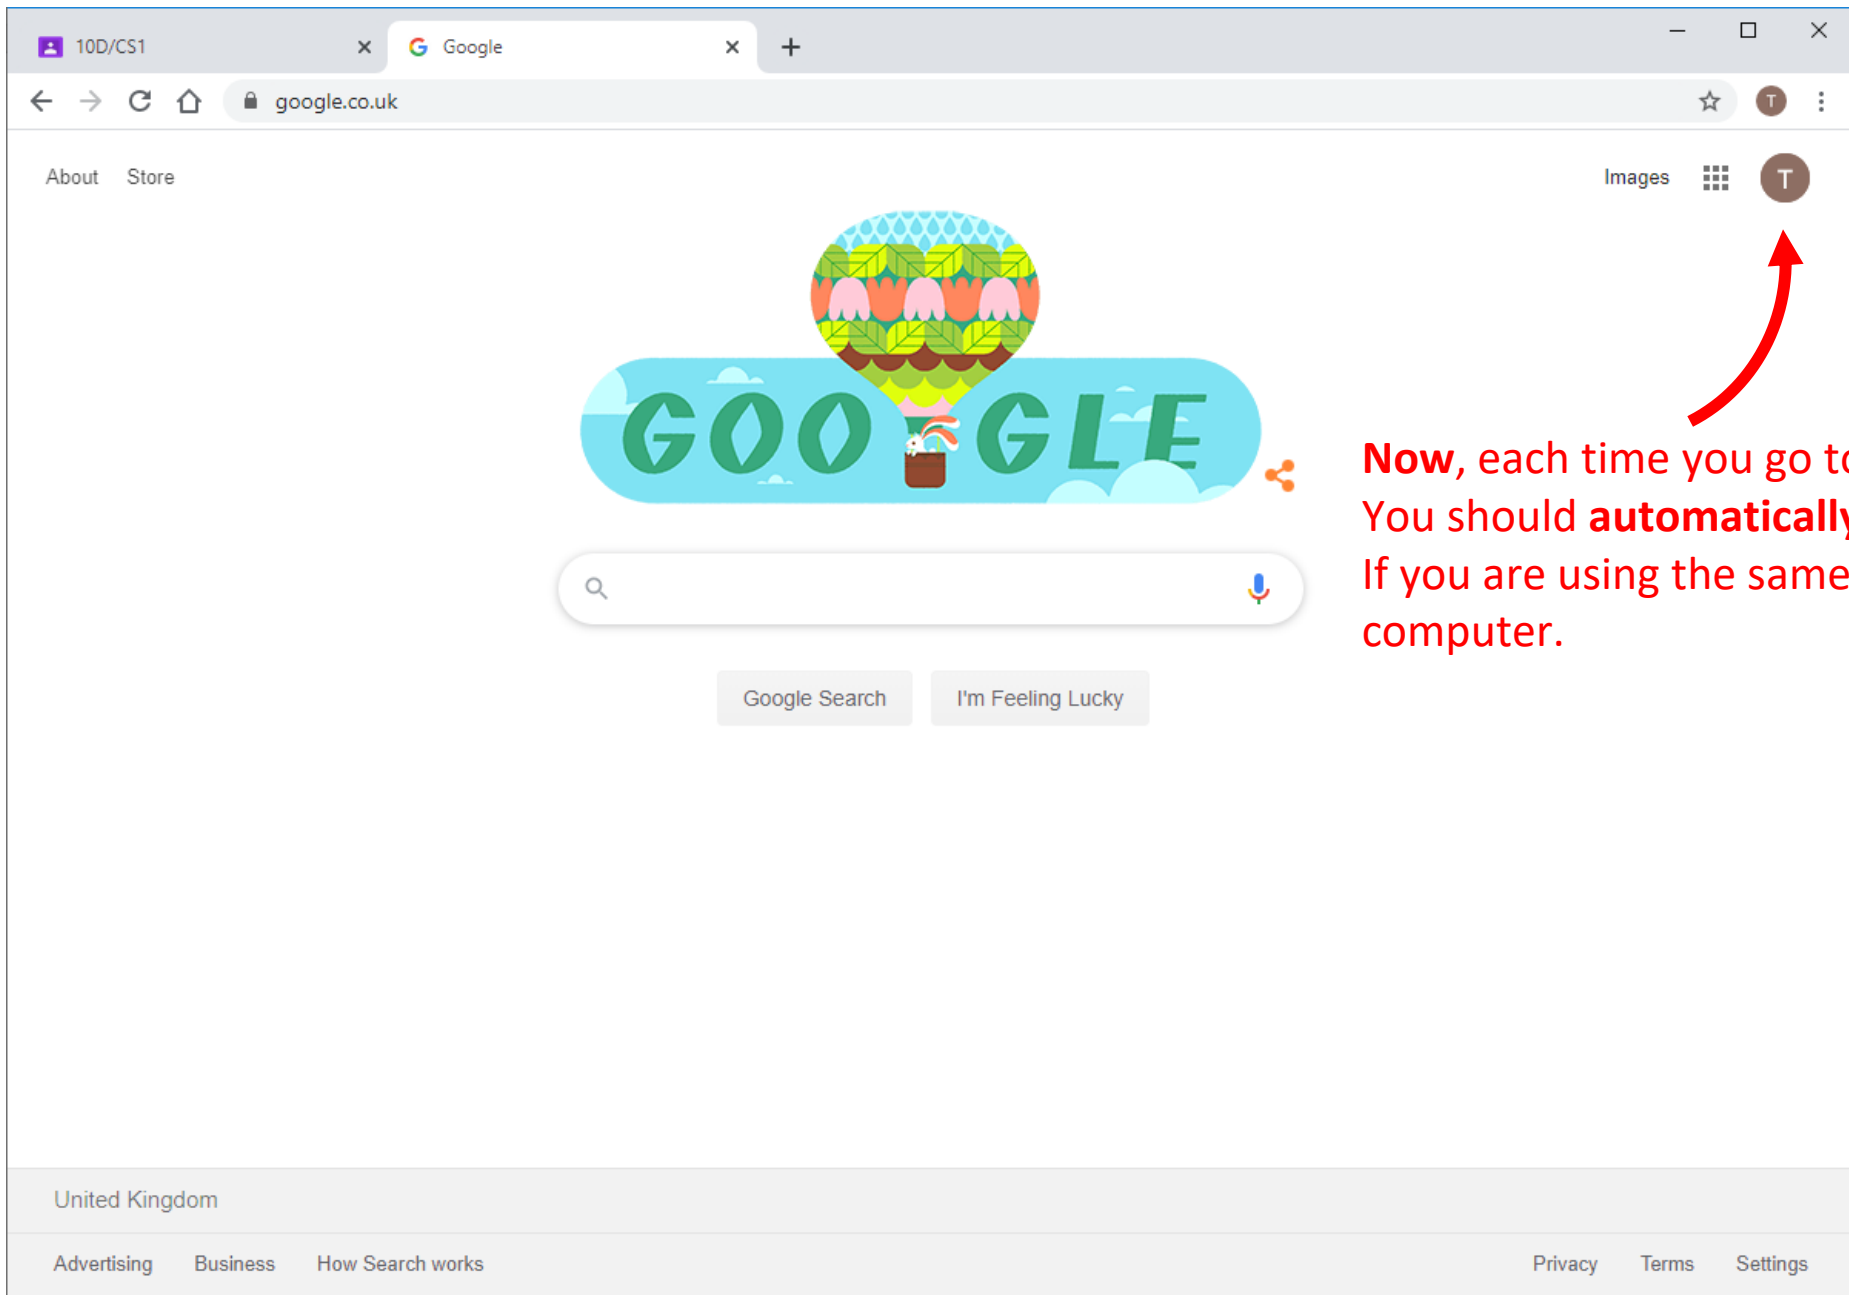 10D/CS1
Google
google.co.uk
T
About Store
Images
T
GOOGLE
Now, each time you go to
You should automatically
If you are using the same
computer.
Google Search I'm Feeling Lucky
United Kingdom
Advertising Business How Search works
Privacy Terms Settings